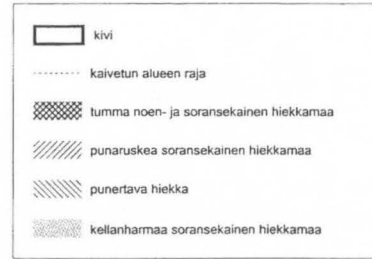 kivi
kaivetun alueen raja
tumma noen- ja soransekainen hiekkamaa
punaruskea soransekainen hiekkamaa
punertava hiekka
kellanharmaa soransekainen hiekkamaa